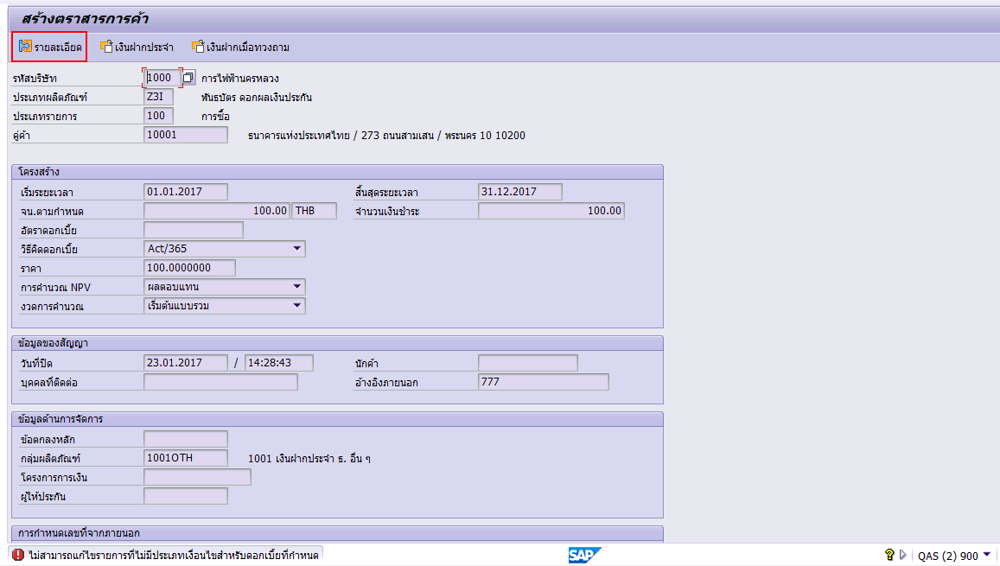 สร้างตราสารการค้า
รายละเอียด เงินฝากประจำ เงินฝากเมื่อทวงถาม
รหัสบริษัท 1000 การไฟฟ้านครหลวง
ประเภทผลิตภัณฑ์ Z3I พันธบัตร ดอกผลเงินประกัน
ประเภทรายการ 100 การซื้อ
คู่ค้า 10001 ธนาคารแห่งประเทศไทย / 273 ถนนสามเสน / พระนคร 10 10200
โครงสร้าง
เริ่มระยะเวลา 01.01.2017 สิ้นสุดระยะเวลา 31.12.2017
จน.ตามกำหนด 100.00 THB จำนวนเงินชำระ 100.00
อัตราดอกเบี้ย
วิธีคิดดอกเบี้ย Act/365
ราคา 100.0000000
การคำนวณ NPV ผลตอบแทน
งวดการคำนวณ เริ่มต้นแบบรวม
ข้อมูลของสัญญา
วันที่ปิด 23.01.2017 / 14:28:43 นักค้า
บุคคลที่ติดต่อ อ้างอิงภายนอก 777
ข้อมูลด้านการจัดการ
ข้อตกลงหลัก
กลุ่มผลิตภัณฑ์ 1001OTH 1001 เงินฝากประจำ ธ. อื่น ๆ
โครงการการเงิน
ผู้ให้ประกัน
การกำหนดเลขที่จากภายนอก
ไม่สามารถแก้ไขรายการที่ไม่มีประเภทเงื่อนไขสำหรับดอกเบี้ยที่กำหนด SAP QAS (2) 900